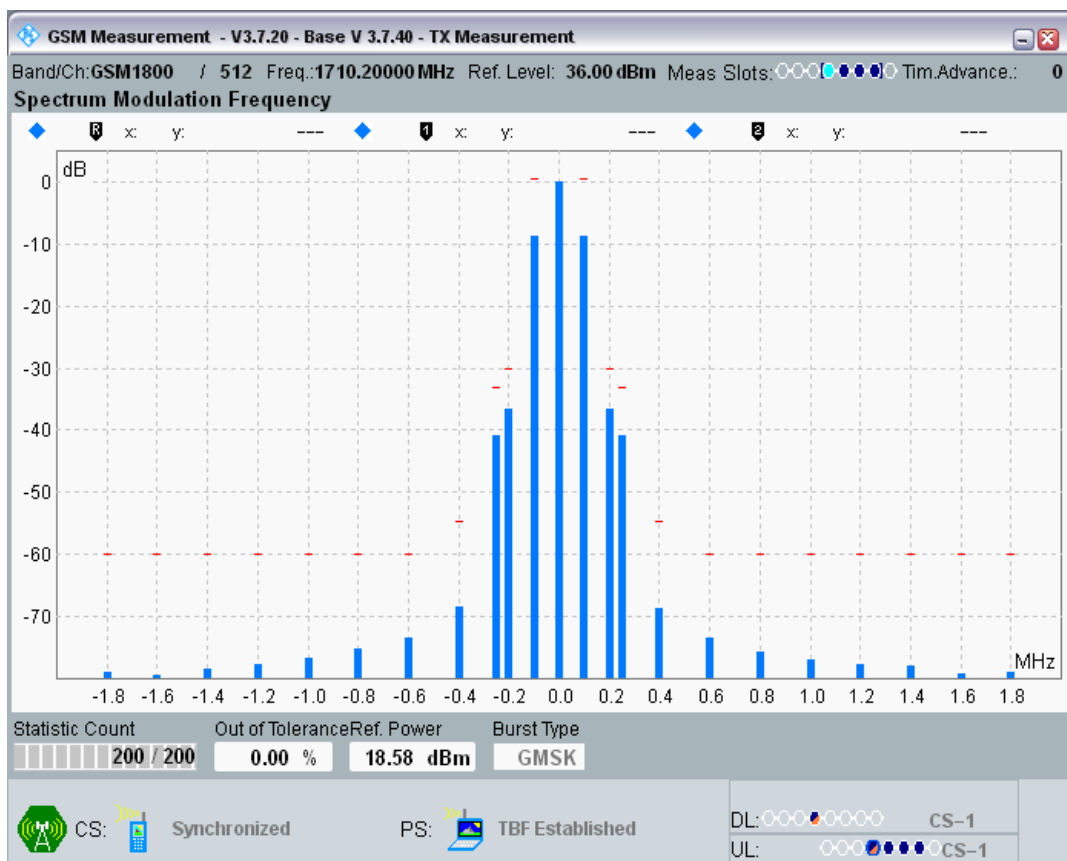 GSM Measurement - V3.7.20 - Base V 3.7.40 - TX Measurement
Band/Ch:GSM1800 / 512 Freq.:1710.20000 MHz Ref. Level: 36.00 dBm Meas Slots: Tim.Advance.: 0
Spectrum Modulation Frequency
R x: y: --- 1 x: y: --- 2 x: y: ---
dB
0
-10
-20
-30
-40
-50
-60
-70
MHz
-1.8 -1.6 -1.4 -1.2 -1.0 -0.8 -0.6 -0.4 -0.2 0.0 0.2 0.4 0.6 0.8 1.0 1.2 1.4 1.6 1.8
Statistic Count Out of Tolerance Ref. Power Burst Type
200 / 200 0.00 % 18.58 dBm GMSK
CS: Synchronized PS: TBF Established
DL: CS-1
UL: CS-1